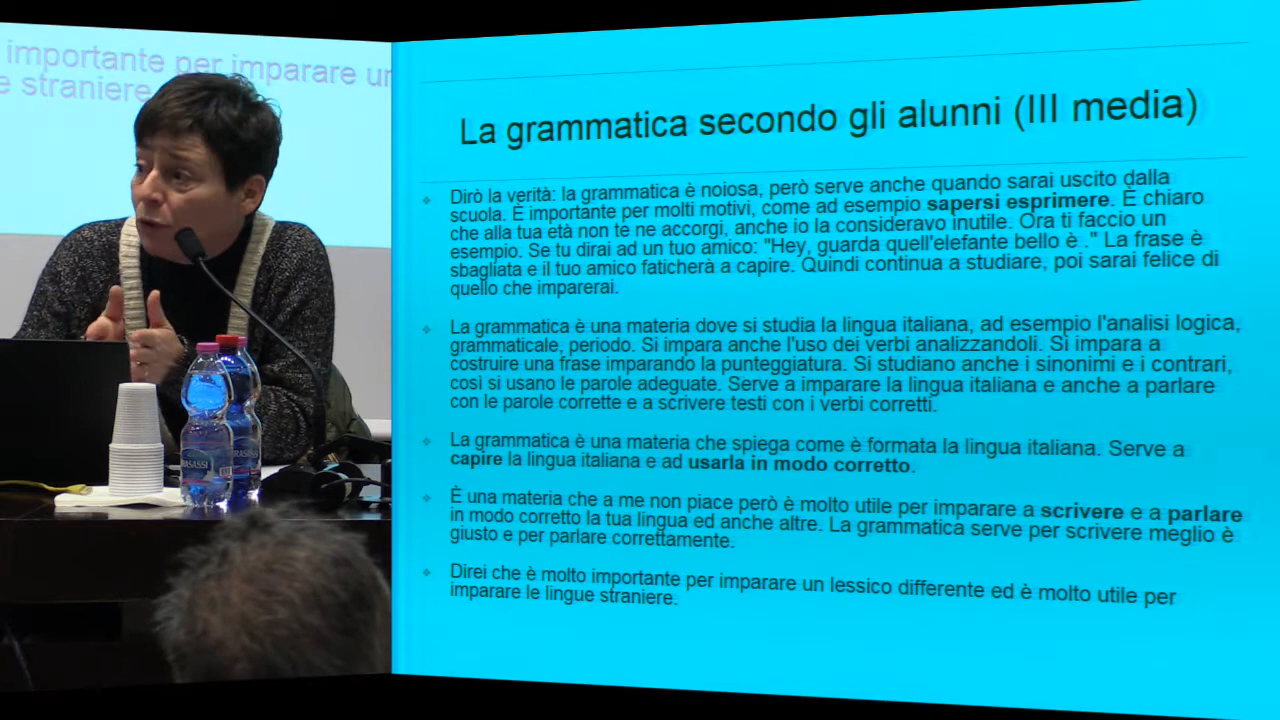 importante per imparare un
e straniere
La grammatica secondo gli alunni (III media)
Dirò la verità: la grammatica è noiosa, però serve anche quando sarai uscito dalla
scuola. È importante per molti motivi, come ad esempio sapersi esprimere. È chiaro
che alla tua età non te ne accorgi, anche io la consideravo inutile. Ora ti faccio un
esempio. Se tu dirai ad un tuo amico: "Hey, guarda quell'elefante bello è ." La frase è
sbagliata e il tuo amico faticherà a capire. Quindi continua a studiare, poi sarai felice di
quello che imparerai.
La grammatica è una materia dove si studia la lingua italiana, ad esempio l'analisi logica,
grammaticale, periodo. Si impara anche l'uso dei verbi analizzandoli. Si impara a
costruire una frase imparando la punteggiatura. Si studiano anche i sinonimi e i contrari,
così si usano le parole adeguate. Serve a imparare la lingua italiana e anche a parlare
con le parole corrette e a scrivere testi con i verbi corretti.
La grammatica è una materia che spiega come è formata la lingua italiana. Serve a
capire la lingua italiana e ad usarla in modo corretto.
È una materia che a me non piace però è molto utile per imparare a scrivere e a parlare
in modo corretto la tua lingua ed anche altre. La grammatica serve per scrivere meglio è
giusto e per parlare correttamente.
Direi che è molto importante per imparare un lessico differente ed è molto utile per
imparare le lingue straniere.